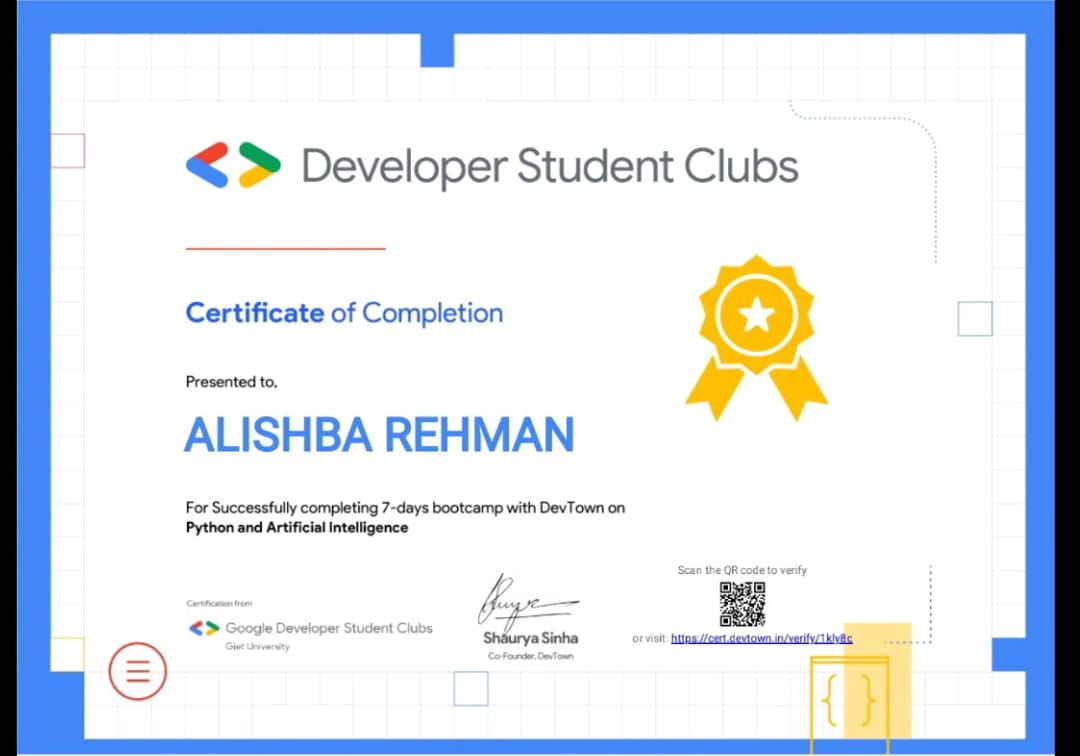 Developer Student Clubs
Certificate of Completion
Presented to,
ALISHBA REHMAN
For Successfully completing 7-days bootcamp with DevTown on
Python and Artificial Intelligence
Certification from
Google Developer Student Clubs
Giet University
Shaurya Sinha
Co-Founder, DevTown
Scan the QR code to verify
or visit: https://cert.devtown.in/verify/1kly8c
{ }